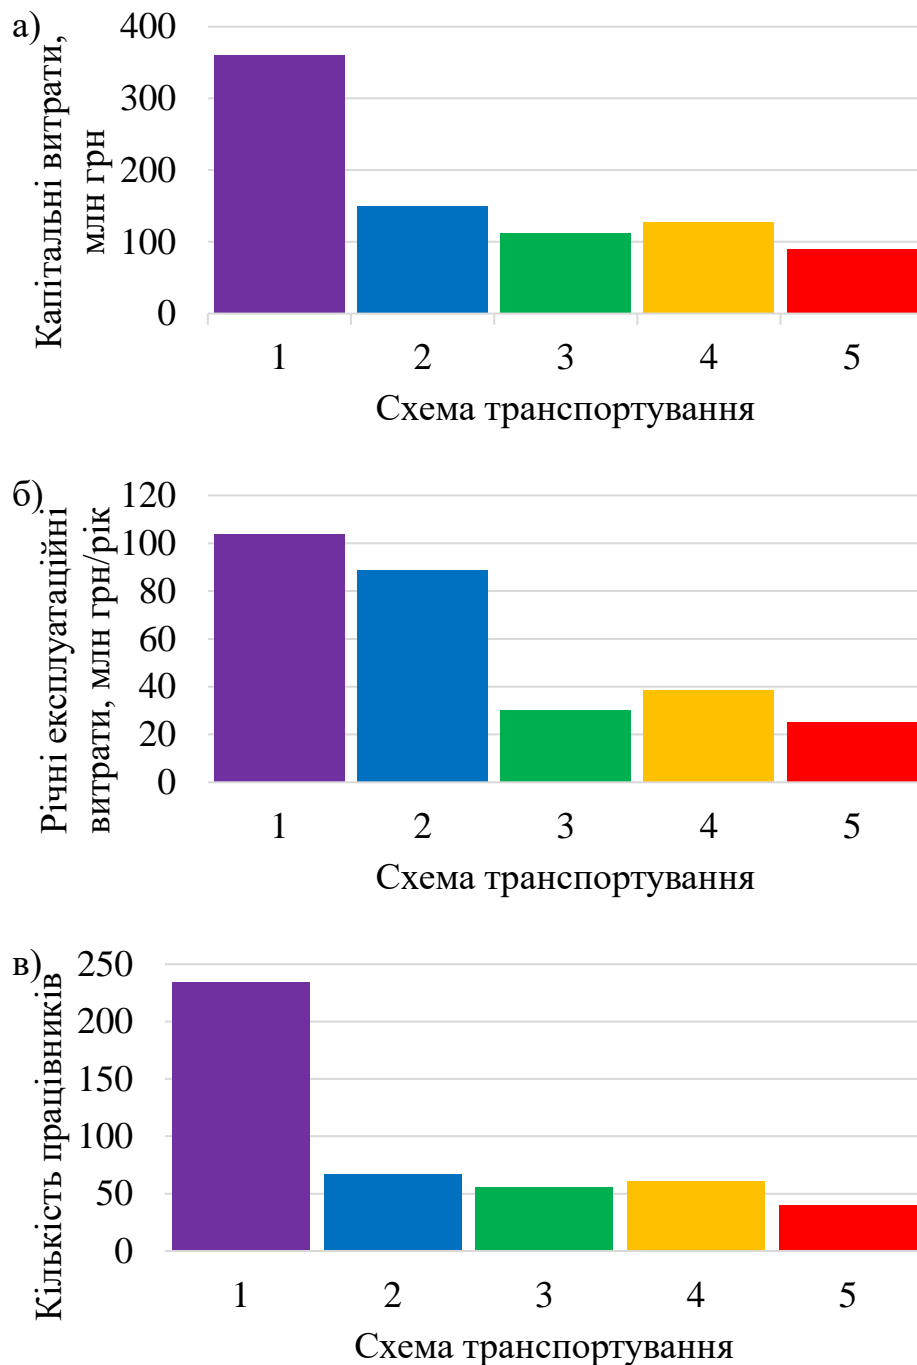 а)
Капітальні витрати,
млн грн
400
300
200
100
0
1 2 3 4 5
Схема транспортування
б)
Річні експлуатаційні
витрати, млн грн/рік
120
100
80
60
40
20
0
1 2 3 4 5
Схема транспортування
в)
Кількість працівників
250
200
150
100
50
0
1 2 3 4 5
Схема транспортування